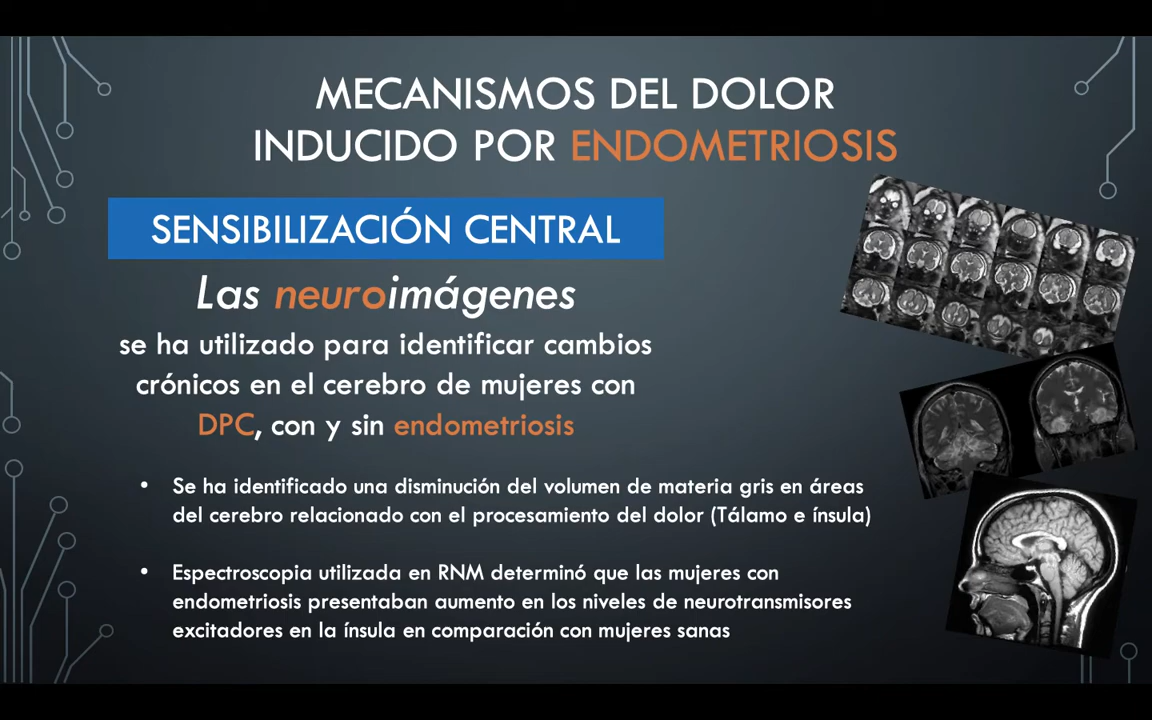 MECANISMOS DEL DOLOR
INDUCIDO POR ENDOMETRIOSIS
SENSIBILIZACIÓN CENTRAL
Las neuroimágenes
se ha utilizado para identificar cambios
crónicos en el cerebro de mujeres con
DPC, con y sin endometriosis
• Se ha identificado una disminución del volumen de materia gris en áreas
del cerebro relacionado con el procesamiento del dolor (Tálamo e ínsula)
• Espectroscopia utilizada en RNM determinó que las mujeres con
endometriosis presentaban aumento en los niveles de neurotransmisores
excitadores en la ínsula en comparación con mujeres sanas